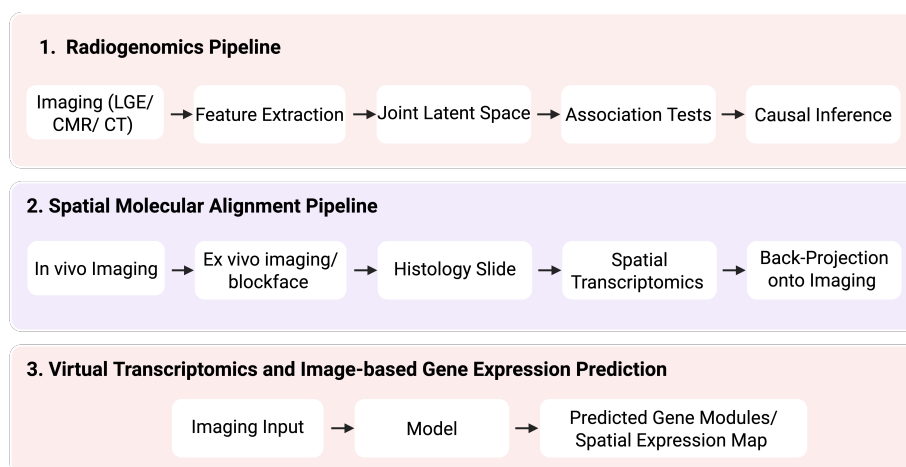 1. Radiogenomics Pipeline
Imaging (LGE/
CMR/ CT)
Feature Extraction
Joint Latent Space
Association Tests
Causal Inference
2. Spatial Molecular Alignment Pipeline
In vivo Imaging
Ex vivo imaging/
blockface
Histology Slide
Spatial
Transcriptomics
Back-Projection
onto Imaging
3. Virtual Transcriptomics and Image-based Gene Expression Prediction
Imaging Input
Model
Predicted Gene Modules/
Spatial Expression Map